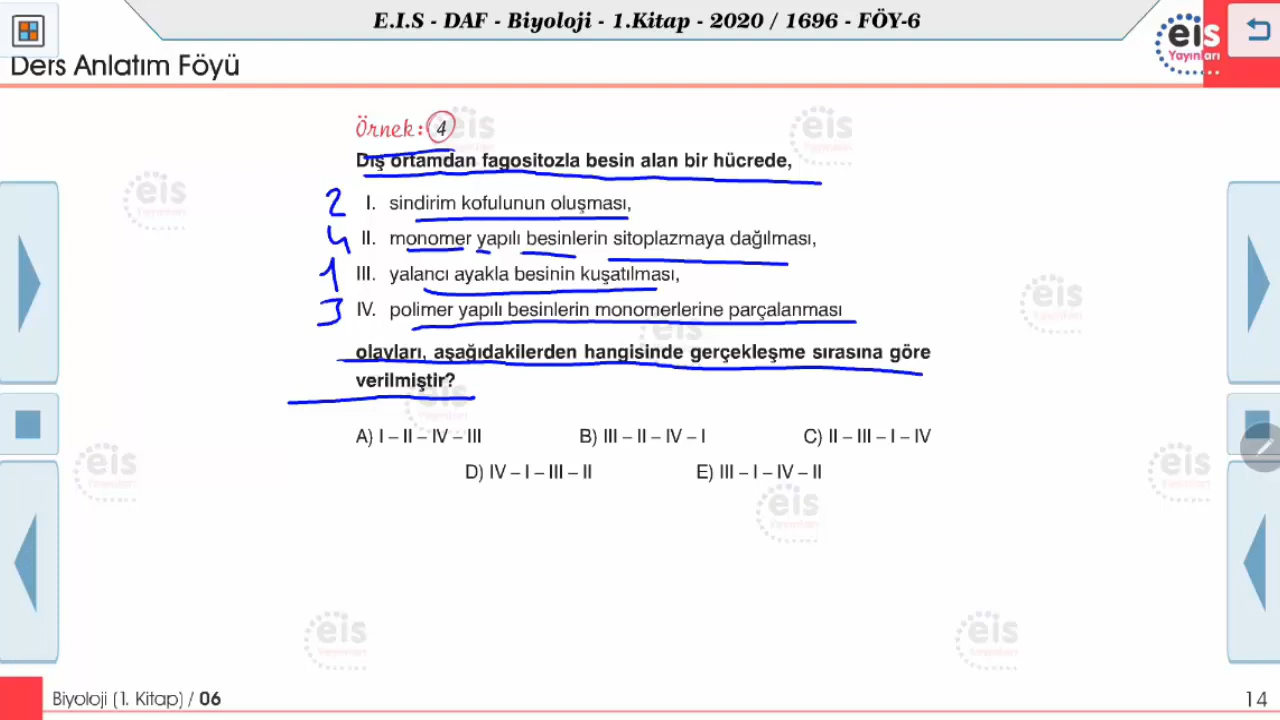 E.I.S - DAF - Biyoloji - 1.Kitap - 2020 / 1696 - FÖY-6
eis
Yayınları
Ders Anlatım Föyü
Örnek: 4
Dış ortamdan fagositozla besin alan bir hücrede,
2 I. sindirim kofulunun oluşması,
4 II. monomer yapılı besinlerin sitoplazmaya dağılması,
1 III. yalancı ayakla besinin kuşatılması,
3 IV. polimer yapılı besinlerin monomerlerine parçalanması
olayları, aşağıdakilerden hangisinde gerçekleşme sırasına göre
verilmiştir?
A) I – II – IV – III B) III – II – IV – I C) II – III – I – IV
D) IV – I – III – II E) III – I – IV – II
Biyoloji (1. Kitap) / 06 14